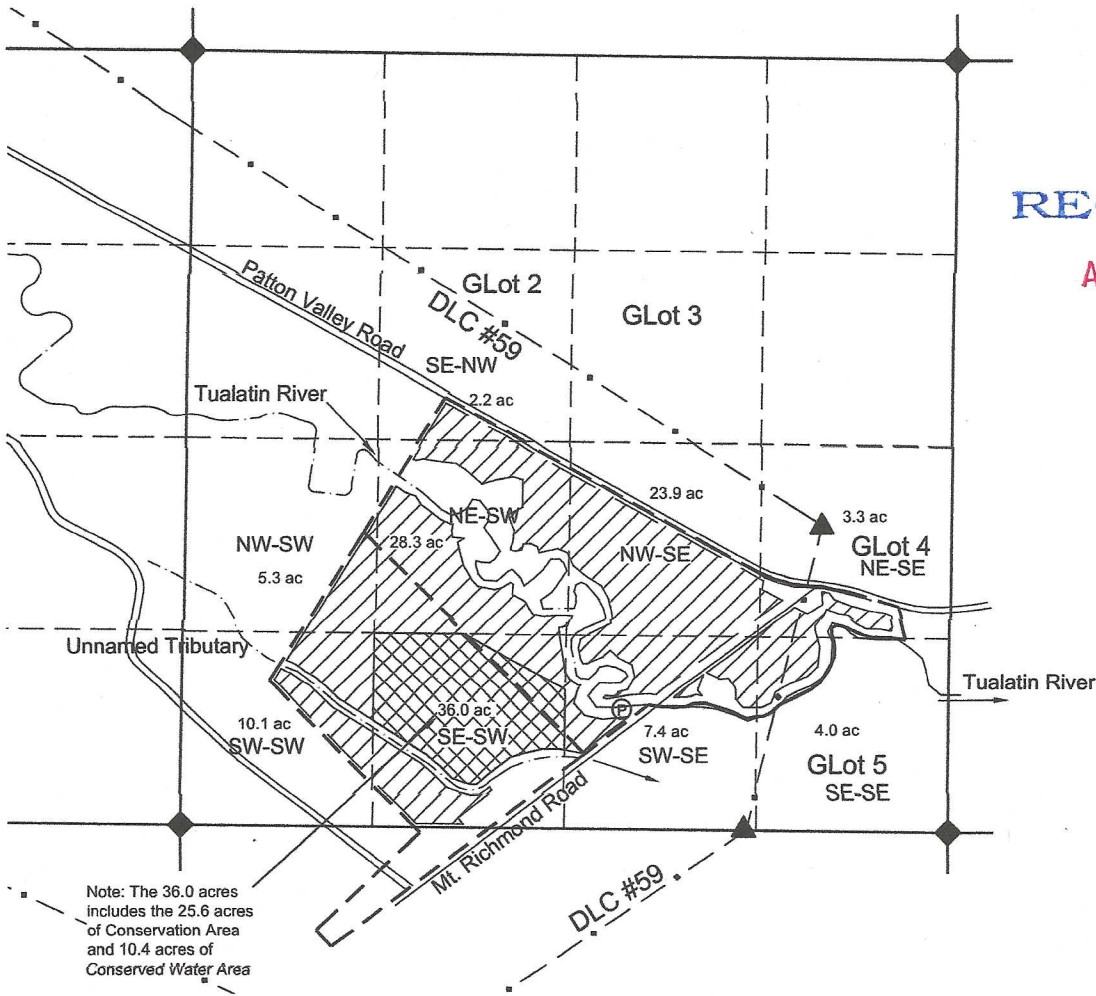 REC
A
GLot 2
DLC #59
GLot 3
Patton Valley Road
SE-NW
2.2 ac
Tualatin River
23.9 ac
3.3 ac
GLot 4
NE-SE
NE-SW
NW-SW
28.3 ac
NW-SE
5.3 ac
Unnamed Tributary
Tualatin River
36.0 ac
SE-SW
10.1 ac
SW-SW
P
7.4 ac
SW-SE
4.0 ac
GLot 5
SE-SE
Mt. Richmond Road
DLC #59
Note: The 36.0 acres
includes the 25.6 acres
of Conservation Area
and 10.4 acres of
Conserved Water Area